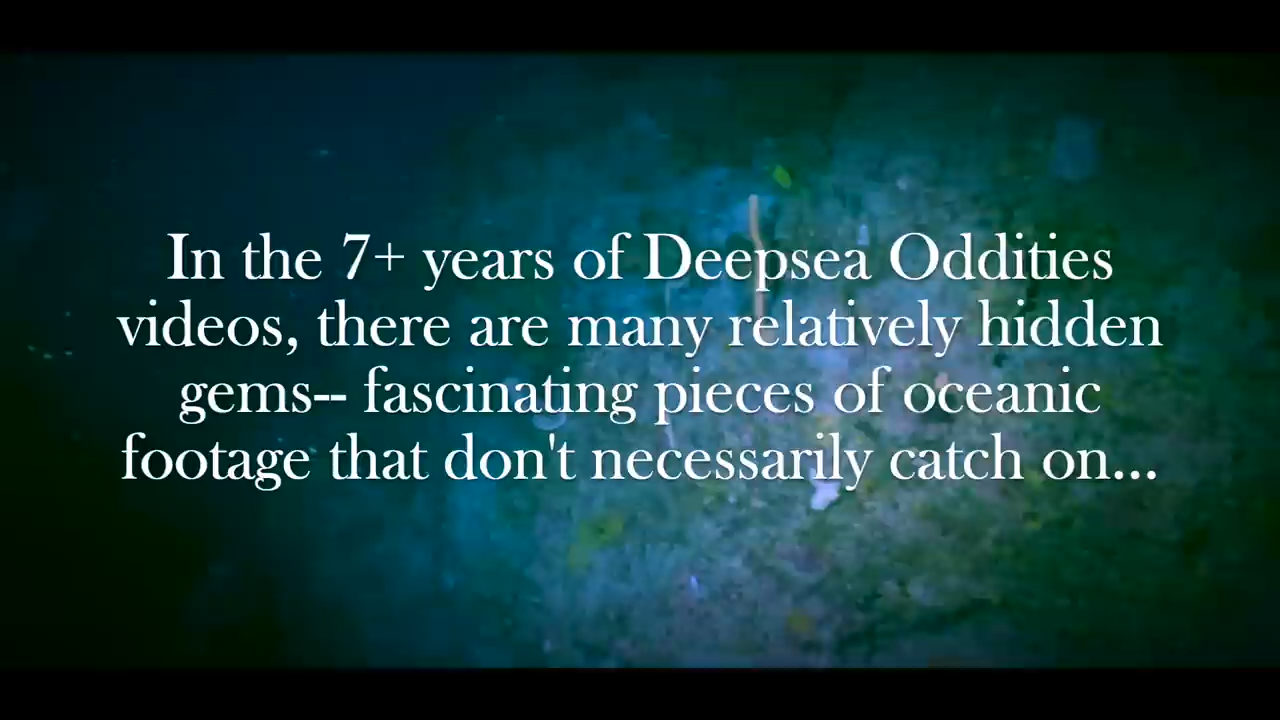 In the 7+ years of Deepsea Oddities
videos, there are many relatively hidden
gems-- fascinating pieces of oceanic
footage that don't necessarily catch on...